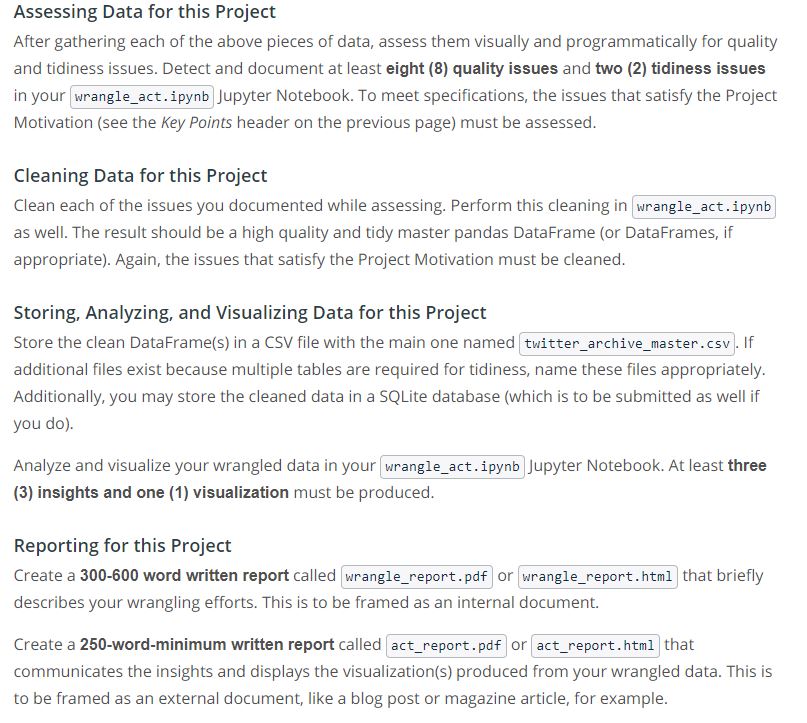 Assessing Data for this Project
After gathering each of the above pieces of data, assess them visually and programmatically for quality
and tidiness issues. Detect and document at least eight (8) quality issues and two (2) tidiness issues
in your wrangle_act.ipynb Jupyter Notebook. To meet specifications, the issues that satisfy the Project
Motivation (see the Key Points header on the previous page) must be assessed.
Cleaning Data for this Project
Clean each of the issues you documented while assessing. Perform this cleaning in wrangle_act.ipynb
as well. The result should be a high quality and tidy master pandas DataFrame (or DataFrames, if
appropriate). Again, the issues that satisfy the Project Motivation must be cleaned.
Storing, Analyzing, and Visualizing Data for this Project
Store the clean DataFrame(s) in a CSV file with the main one named twitter_archive_master.csv. If
additional files exist because multiple tables are required for tidiness, name these files appropriately.
Additionally, you may store the cleaned data in a SQLite database (which is to be submitted as well if
you do).
Analyze and visualize your wrangled data in your wrangle_act.ipynb Jupyter Notebook. At least three
(3) insights and one (1) visualization must be produced.
Reporting for this Project
Create a 300-600 word written report called wrangle_report.pdf or wrangle_report.html that briefly
describes your wrangling efforts. This is to be framed as an internal document.
Create a 250-word-minimum written report called act_report.pdf or act_report.html that
communicates the insights and displays the visualization(s) produced from your wrangled data. This is
to be framed as an external document, like a blog post or magazine article, for example.